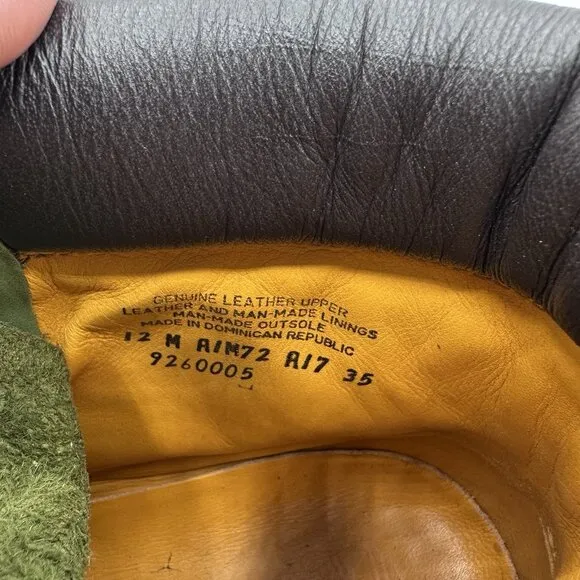 GENUINE LEATHER UPPER
LEATHER AND MAN-MADE LININGS
MAN-MADE OUTSOLE
MADE IN DOMINICAN REPUBLIC
12 M A1M72 A17 35
9260005